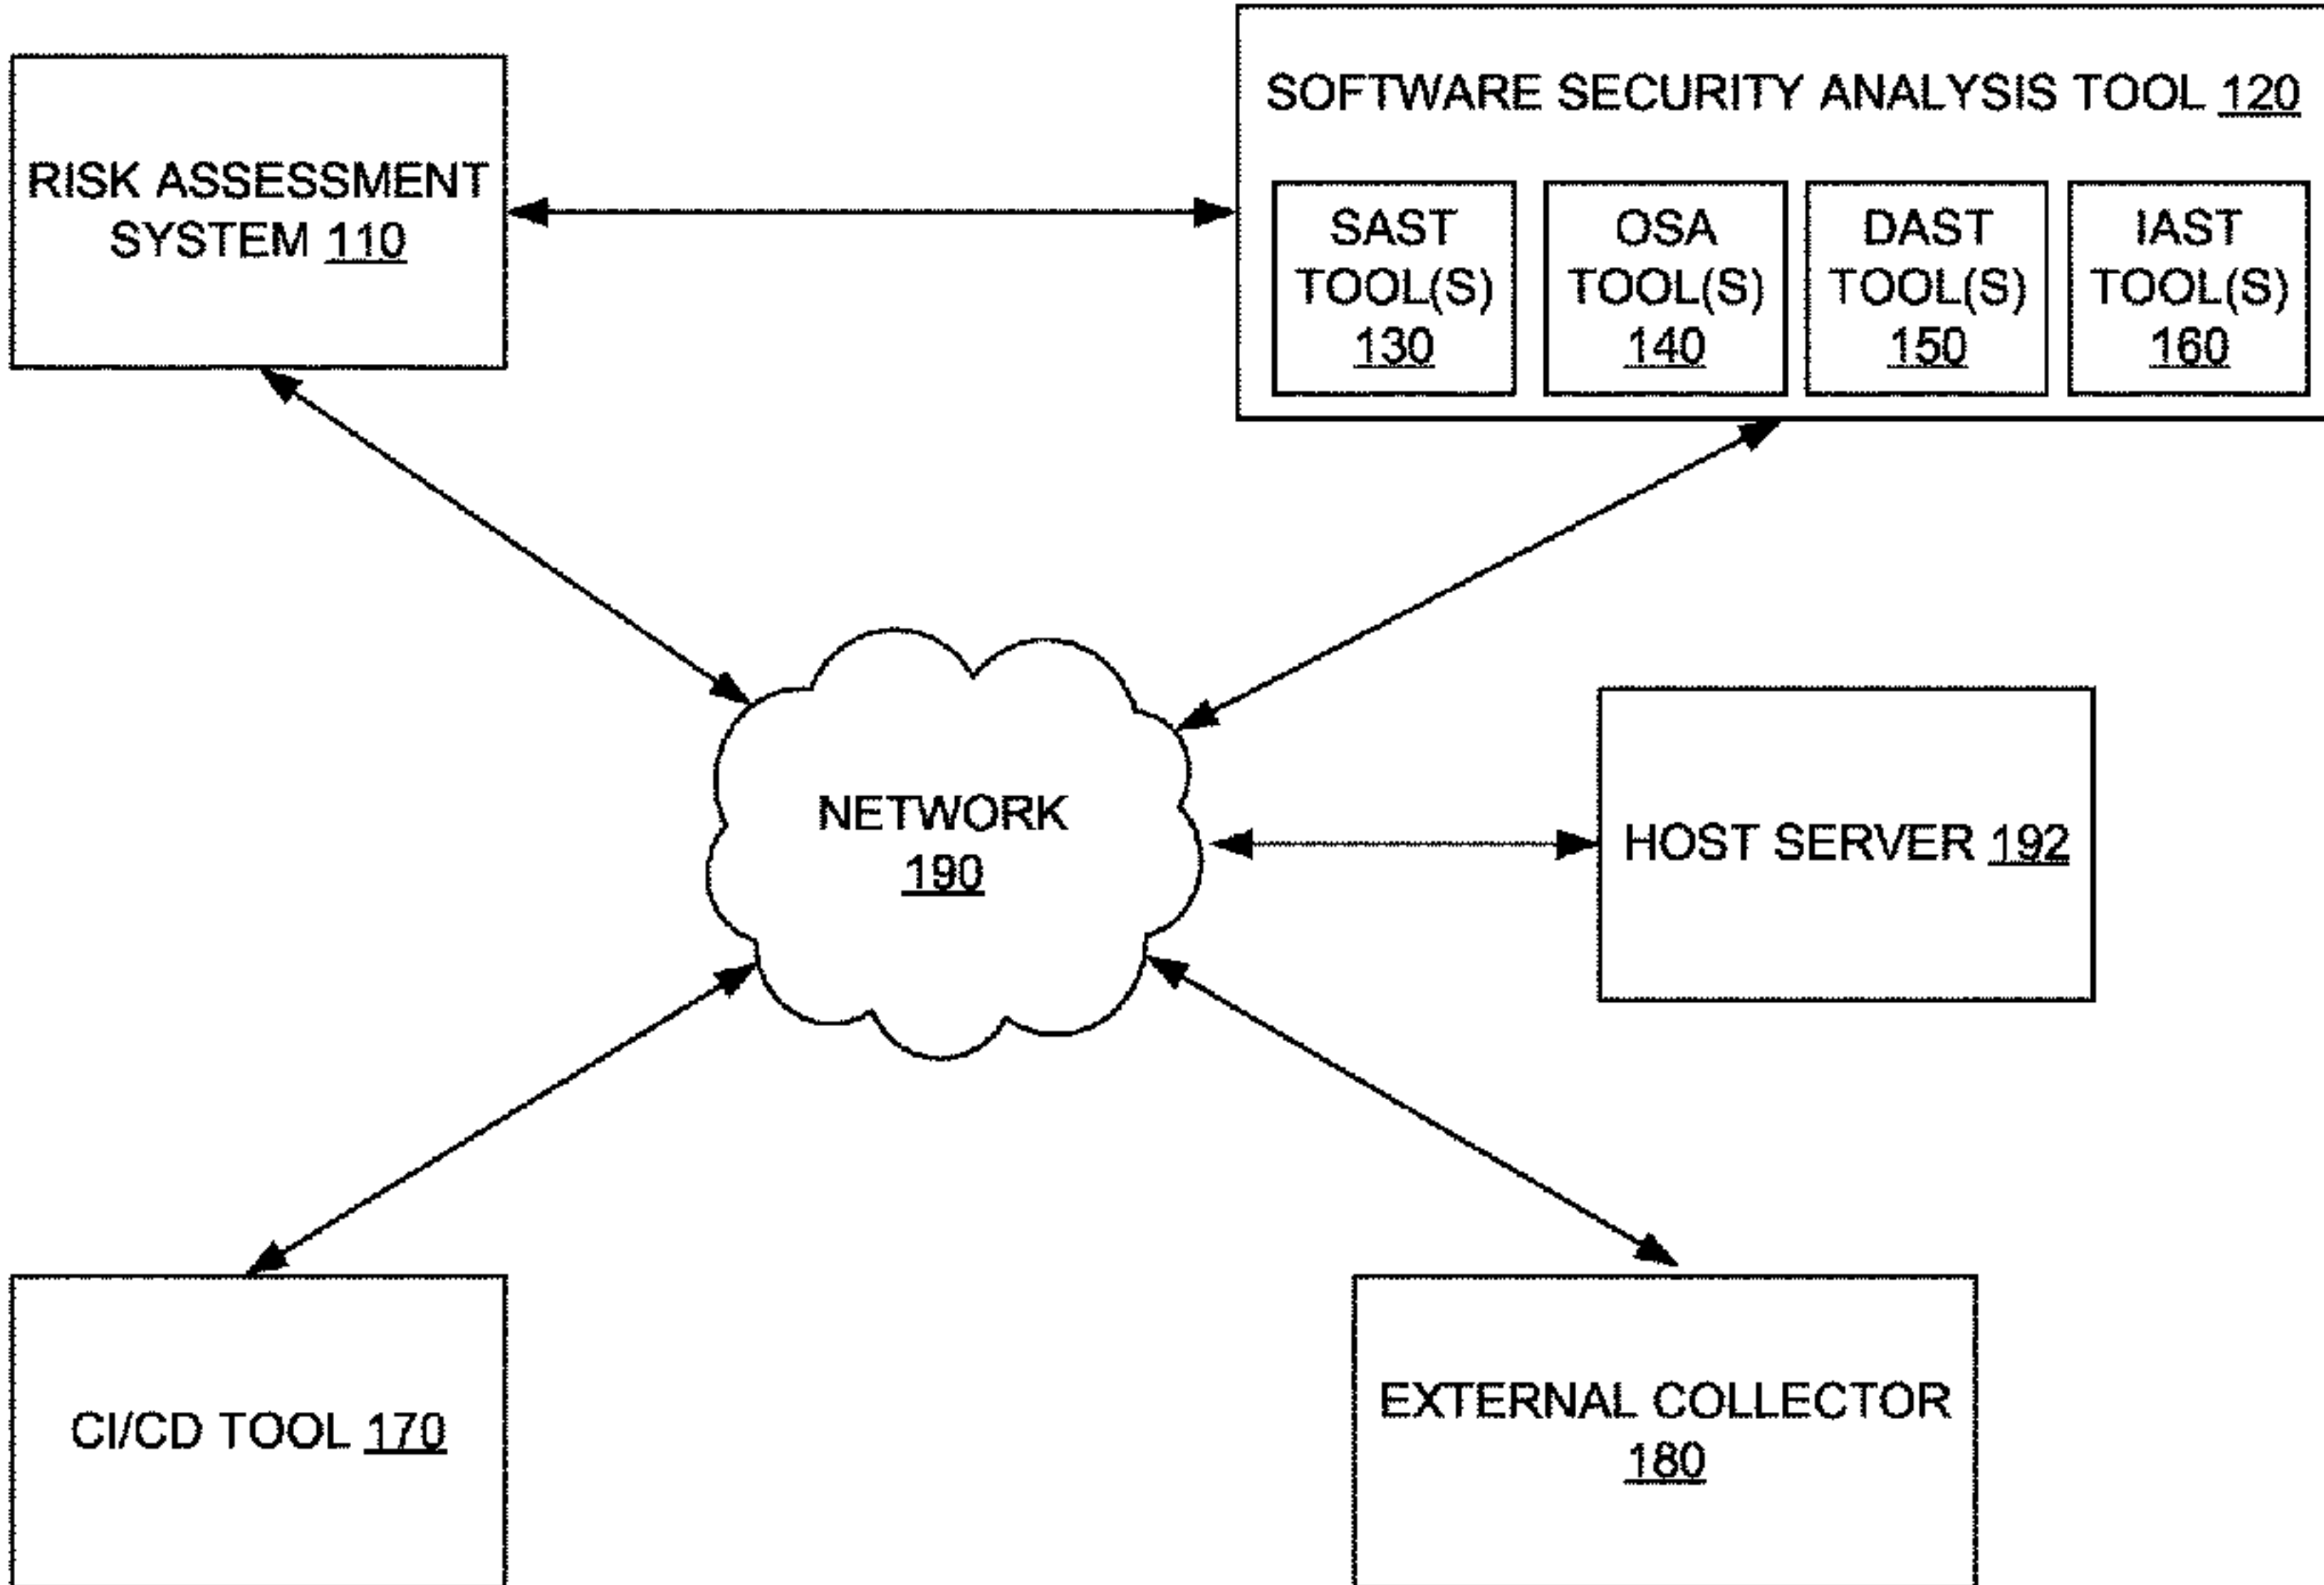 RISK ASSESSMENT
SYSTEM 110
SOFTWARE SECURITY ANALYSIS TOOL 120
SAST
TOOL(S)
130
OSA
TOOL(S)
140
DAST
TOOL(S)
150
IAST
TOOL(S)
160
NETWORK
190
HOST SERVER 192
CI/CD TOOL 170
EXTERNAL COLLECTOR
180